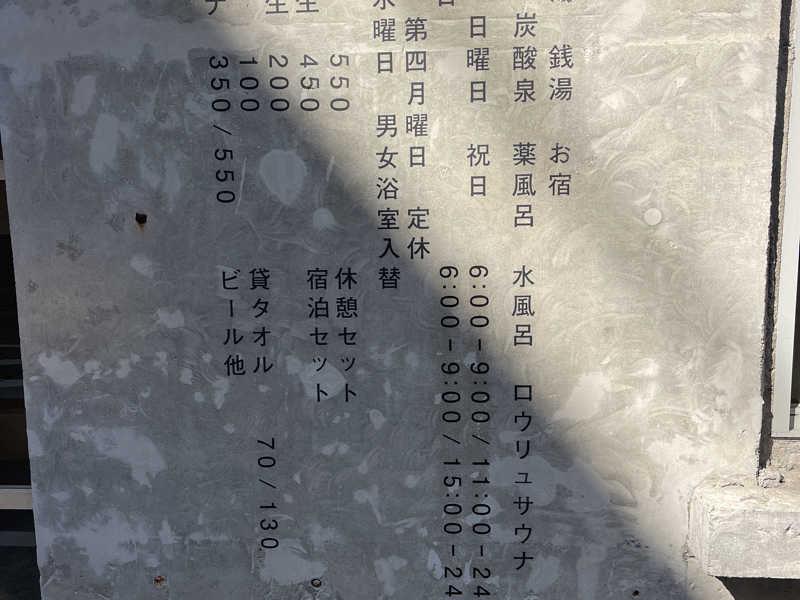 銭湯 お宿
炭酸泉 薬風呂 水風呂 ロウリュサウナ
日曜日 祝日 6:00-9:00/11:00-24
6:00-9:00/15:00-24
第四月曜日 定休
水曜日 男女浴室入替
550 休憩セット
生 450 宿泊セット
生 200
100 貸タオル 70/130
ナ 350/550 ビール他